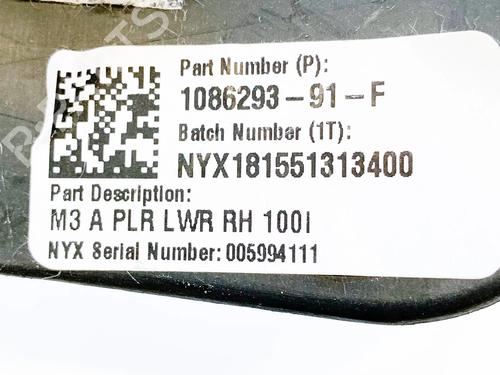 Part Number (P):
1086293-91-F
Batch Number (1T):
NYX181551313400
Part Description:
M3 A PLR LWR RH 100I
NYX Serial Number: 005994111